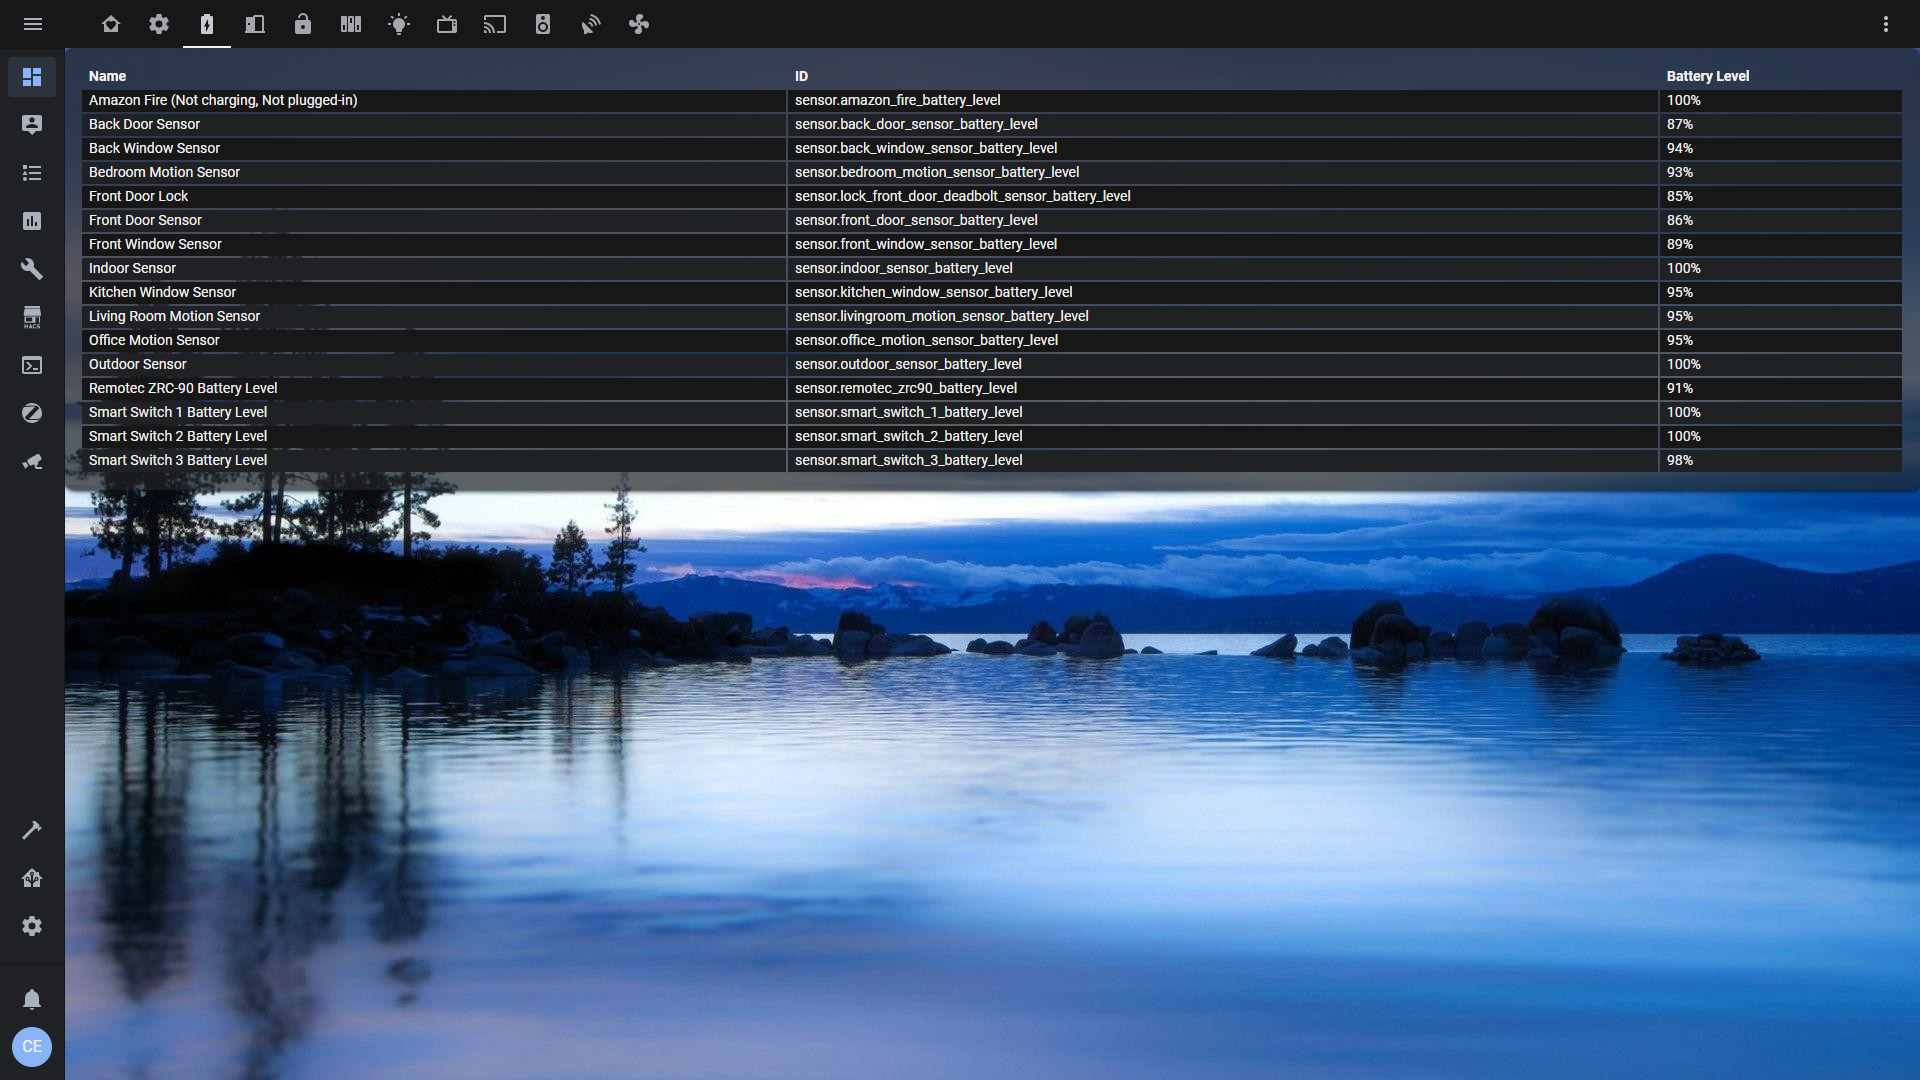 Name ID Battery Level
Amazon Fire (Not charging, Not plugged-in) sensor.amazon_fire_battery_level 100%
Back Door Sensor sensor.back_door_sensor_battery_level 87%
Back Window Sensor sensor.back_window_sensor_battery_level 94%
Bedroom Motion Sensor sensor.bedroom_motion_sensor_battery_level 93%
Front Door Lock sensor.lock_front_door_deadbolt_sensor_battery_level 85%
Front Door Sensor sensor.front_door_sensor_battery_level 86%
Front Window Sensor sensor.front_window_sensor_battery_level 89%
Indoor Sensor sensor.indoor_sensor_battery_level 100%
Kitchen Window Sensor sensor.kitchen_window_sensor_battery_level 95%
Living Room Motion Sensor sensor.livingroom_motion_sensor_battery_level 95%
Office Motion Sensor sensor.office_motion_sensor_battery_level 95%
Outdoor Sensor sensor.outdoor_sensor_battery_level 100%
Remotec ZRC-90 Battery Level sensor.remotec_zrc90_battery_level 91%
Smart Switch 1 Battery Level sensor.smart_switch_1_battery_level 100%
Smart Switch 2 Battery Level sensor.smart_switch_2_battery_level 100%
Smart Switch 3 Battery Level sensor.smart_switch_3_battery_level 98%
HACS
CE